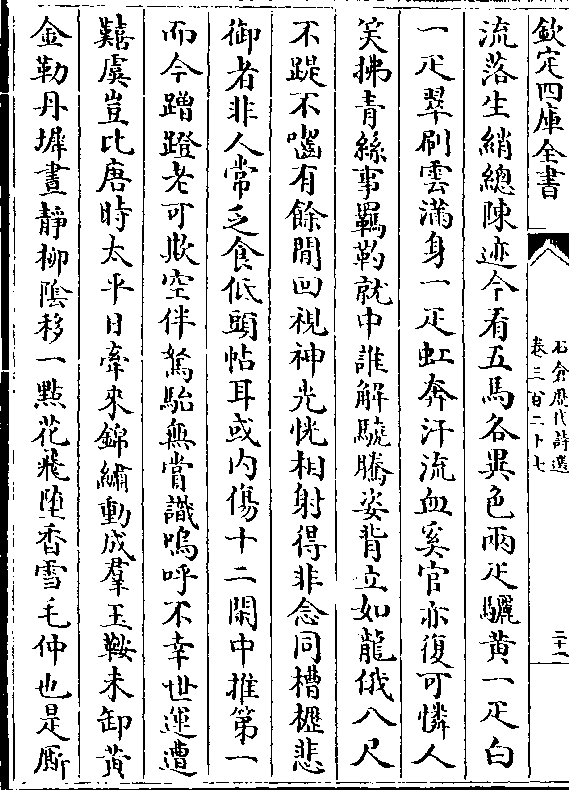 欽定四庫全書
石倉歷代詩選
卷三百二十七
二十一
流落生綃總陳迹今看五馬各異色兩疋驪黄一疋白
一疋翠刷雲滿身一疋虹奔汗流血奚官亦復可憐人
笑拂青絲事羈靮就中誰解驍騰姿背立如龍俄八尺
不踶不齧有餘閒回視神光恍相射得非念同槽櫪悲
御者非人常乏食低頭帖耳或内傷十二閑中推第一
而今蹭蹬老可欺空伴駑駘無嘗識嗚呼不幸世運遭
囏虞豈比唐時太平日牽來錦繡動成羣玉鞍未卸黄
金勒丹墀晝靜柳陰移一點花飛墮香雪毛仲也是厮